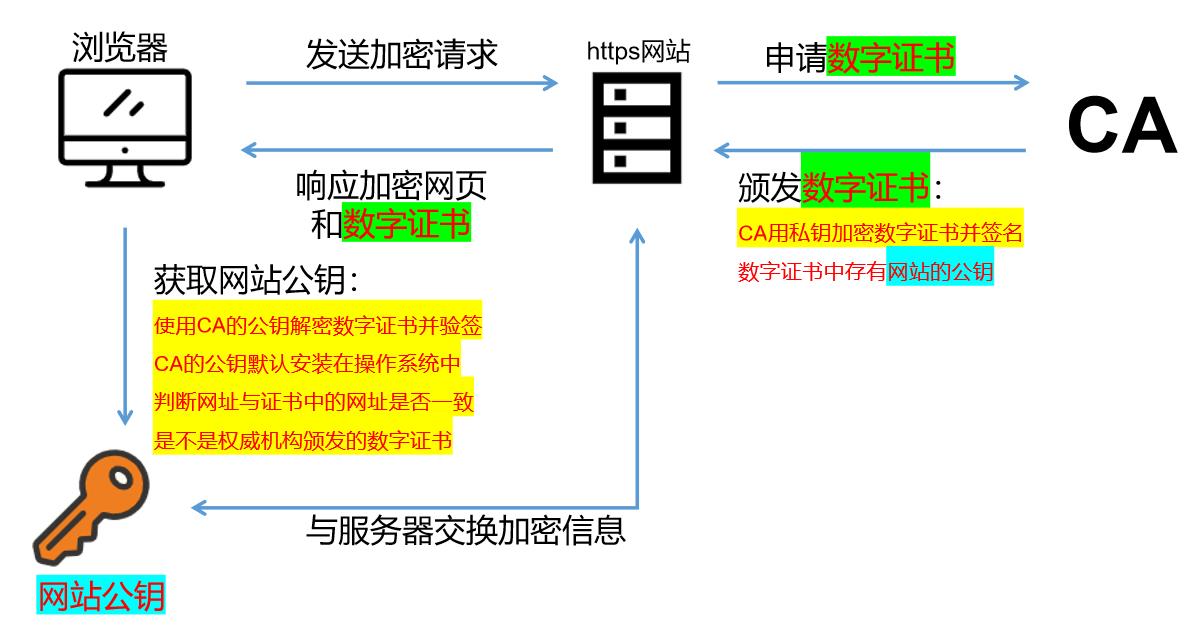 浏览器
发送加密请求
https网站
申请数字证书
CA
响应加密网页
和数字证书
颁发数字证书：
CA用私钥加密数字证书并签名
数字证书中存有网站的公钥
获取网站公钥：
使用CA的公钥解密数字证书并验签
CA的公钥默认安装在操作系统中
判断网址与证书中的网址是否一致
是不是权威机构颁发的数字证书
与服务器交换加密信息
网站公钥